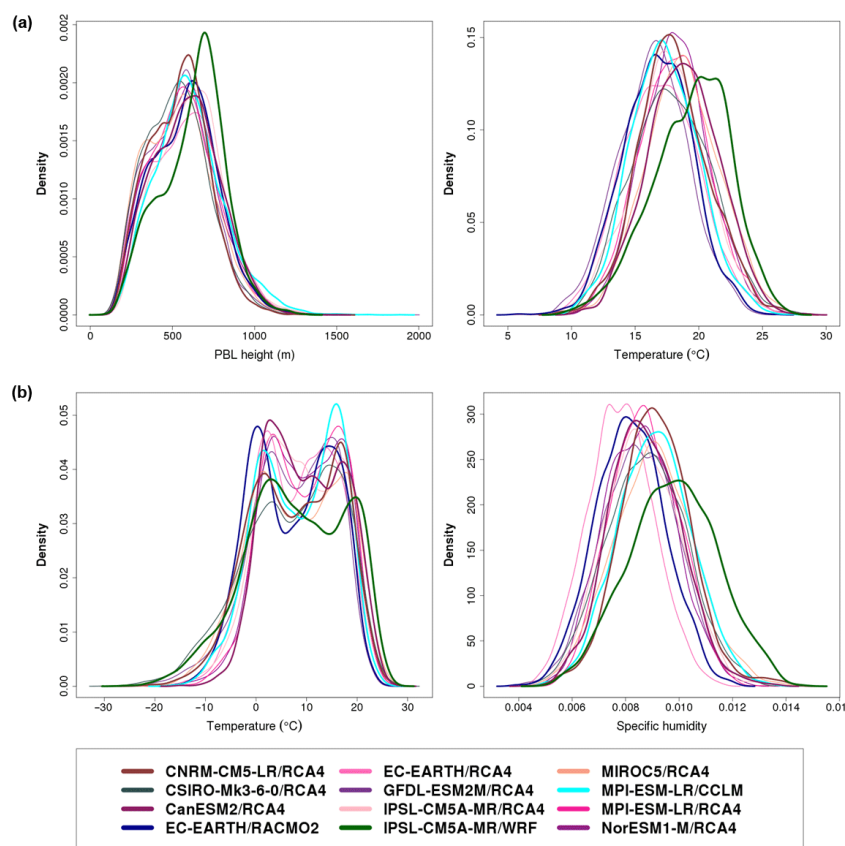 (a)
Density
0.0000
0.0005
0.0010
0.0015
0.0020
0.002
0
500
1000
1500
2000
PBL height (m)
Density
0.00
0.05
0.10
0.15
5
10
15
20
25
30
Temperature (°C)
(b)
Density
0.00
0.01
0.02
0.03
0.04
0.05
−30
−20
−10
0
10
20
30
Temperature (°C)
Density
0
50
100
150
200
250
300
0.004
0.006
0.008
0.010
0.012
0.014
0.01
Specific humidity
CNRM-CM5-LR/RCA4
CSIRO-Mk3-6-0/RCA4
CanESM2/RCA4
EC-EARTH/RACMO2
EC-EARTH/RCA4
GFDL-ESM2M/RCA4
IPSL-CM5A-MR/RCA4
IPSL-CM5A-MR/WRF
MIROC5/RCA4
MPI-ESM-LR/CCLM
MPI-ESM-LR/RCA4
NorESM1-M/RCA4